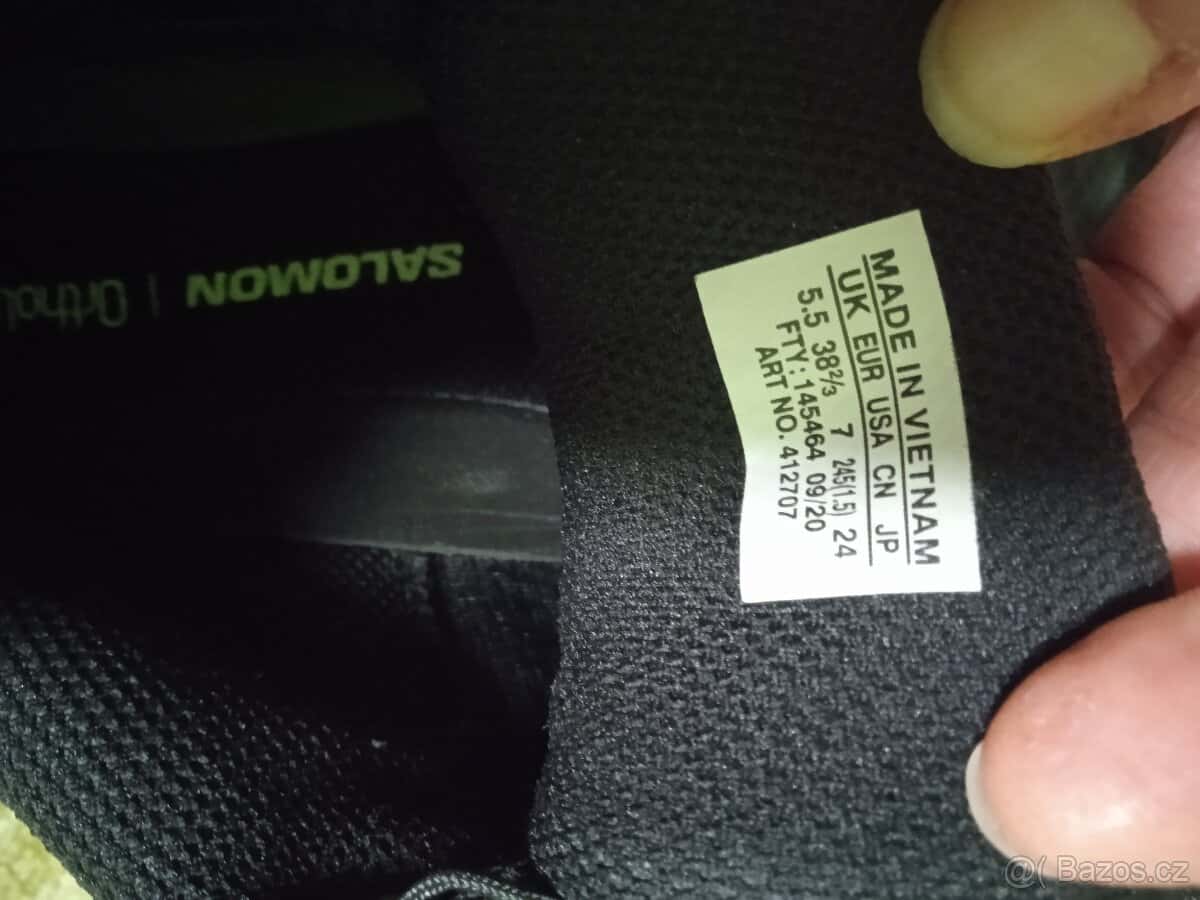 MADE IN VIETNAM
UK EUR USA CN JP
5.5 38⅔ 7 245(1.5) 24
FTY: 145464 09/20
ART NO. 412707
SALOMON | Ortho
@( Bazos.cz